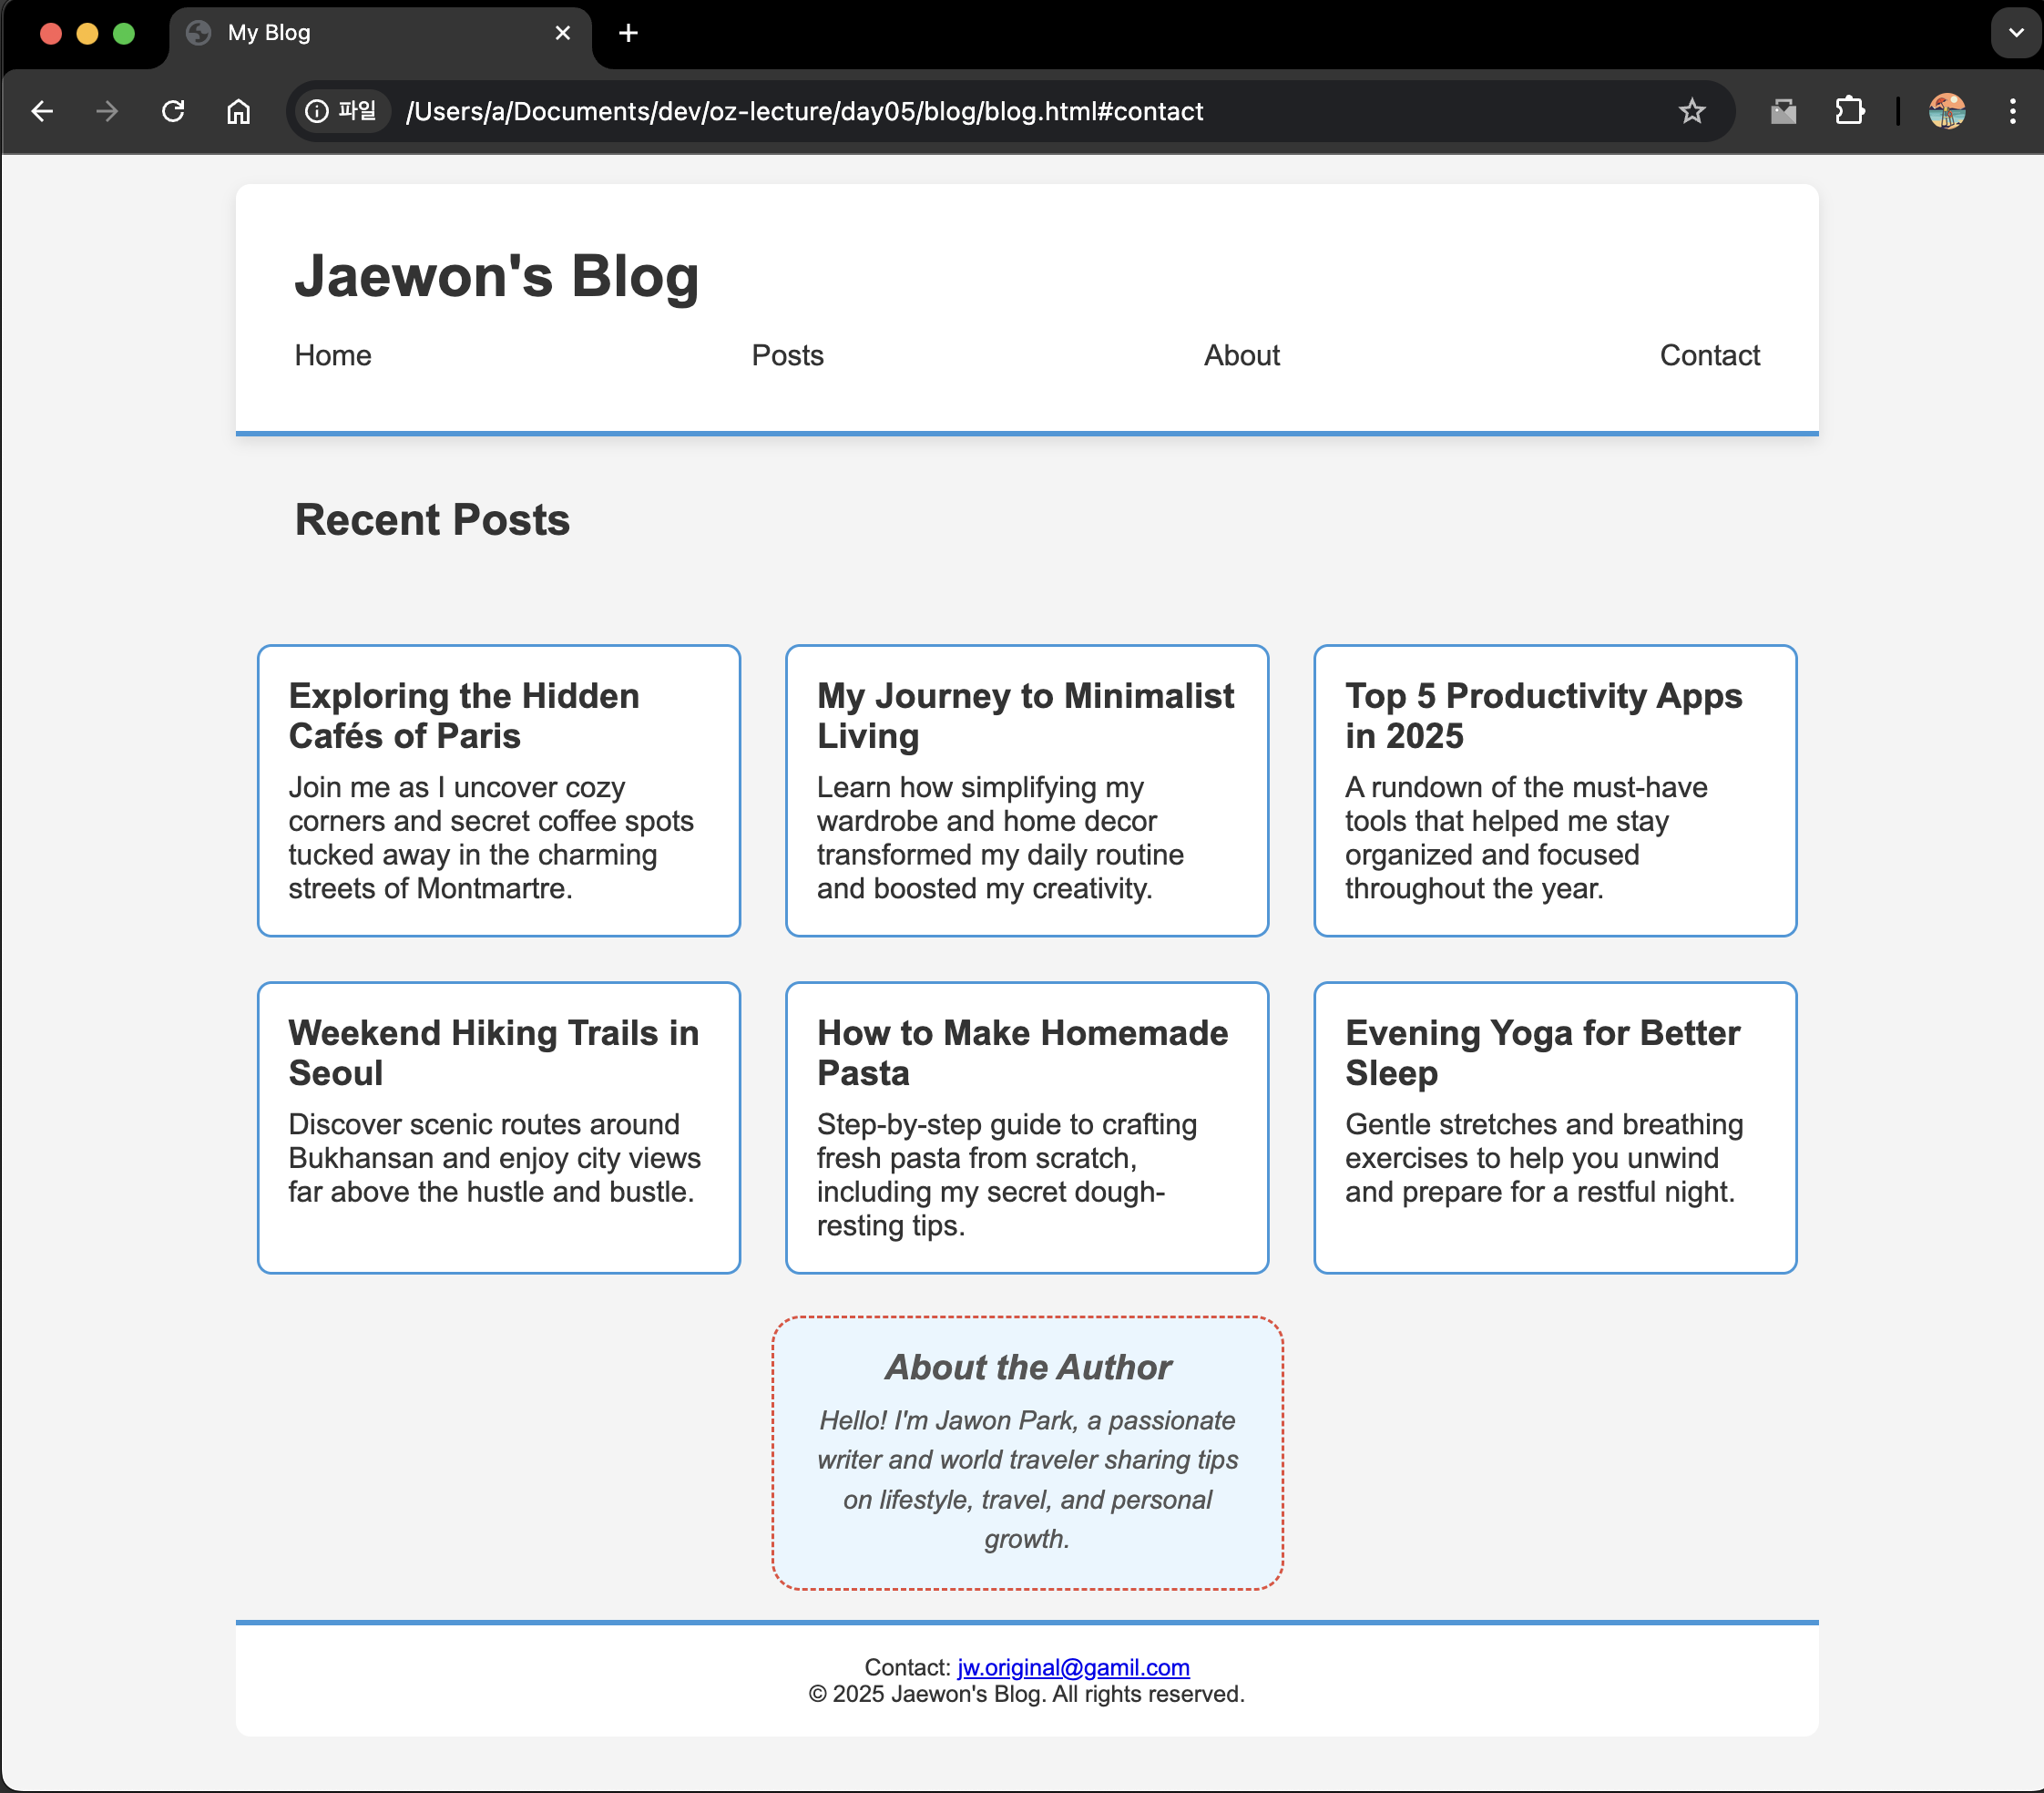 My Blog
파일 /Users/a/Documents/dev/oz-lecture/day05/blog/blog.html#contact
Jaewon's Blog
Home Posts About Contact
Recent Posts
Exploring the Hidden
Cafés of Paris
Join me as I uncover cozy
corners and secret coffee spots
tucked away in the charming
streets of Montmartre.
My Journey to Minimalist
Living
Learn how simplifying my
wardrobe and home decor
transformed my daily routine
and boosted my creativity.
Top 5 Productivity Apps
in 2025
A rundown of the must-have
tools that helped me stay
organized and focused
throughout the year.
Weekend Hiking Trails in
Seoul
Discover scenic routes around
Bukhansan and enjoy city views
far above the hustle and bustle.
How to Make Homemade
Pasta
Step-by-step guide to crafting
fresh pasta from scratch,
including my secret dough-
resting tips.
Evening Yoga for Better
Sleep
Gentle stretches and breathing
exercises to help you unwind
and prepare for a restful night.
About the Author
Hello! I'm Jawon Park, a passionate
writer and world traveler sharing tips
on lifestyle, travel, and personal
growth.
Contact: jw.original@gamil.com
© 2025 Jaewon's Blog. All rights reserved.